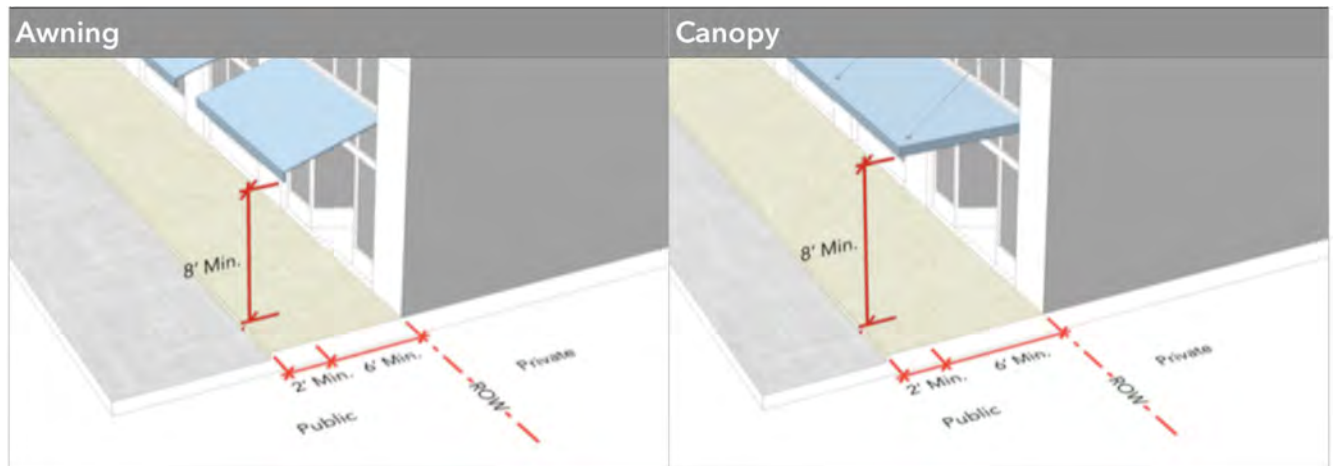 Awning
8' Min.
2' Min. 6' Min.
Private
ROW
Public
Canopy
8' Min.
2' Min. 6' Min.
Private
ROW
Public